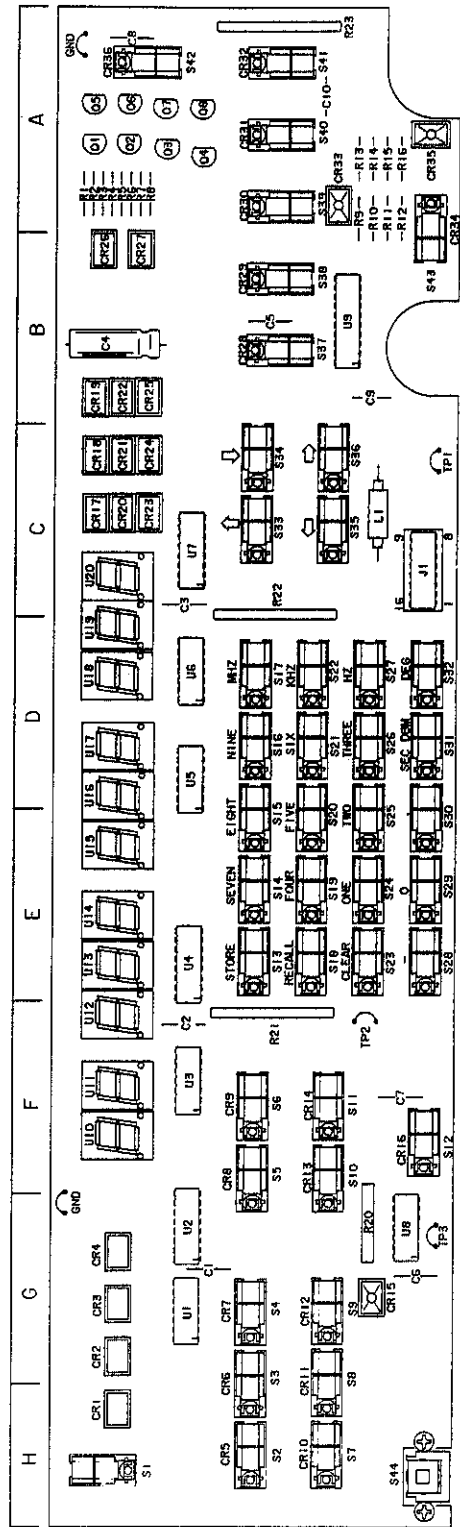 A
B
C
D
E
F
G
H
GND
CR36
C8
S42
R23
Q5
Q6
Q7
Q8
Q1
Q2
Q3
Q4
CR32
S41
C10
CR31
S40
CR30
S39
CR33
R13
R14
R15
R16
CR35
R1
R2
R3
R4
R5
R6
R7
R8
R9
R10
R11
R12
CR34
S43
CR26
CR27
CR29
S38
C5
CR28
S37
U9
C4
C9
CR19
CR22
CR25
CR18
CR21
CR24
CR17
CR20
CR23
S34
S36
S33
S35
L1
TP1
J1
9
8
16
1
U7
C3
R22
U20
U19
U18
U17
U16
U15
U14
U13
U12
U11
U10
U6
U5
U4
C2
U3
MHZ
S17
KHZ
S22
HZ
S27
DEG
S32
NINE
S16
SIX
S21
THREE
S26
SEC DBM
S31
EIGHT
S15
FIVE
S20
TWO
S25
S30
SEVEN
S14
FOUR
S19
ONE
S24
O
S29
STORE
S13
RECALL
S18
CLEAR
S23
-
S28
R21
TP2
CR9
S6
CR14
S11
C7
CR8
S5
CR13
S10
CR16
S12
GND
U2
R20
U8
TP3
C1
C6
U1
CR4
CR3
CR2
CR1
CR7
S4
CR12
S9
CR15
CR6
S3
CR11
S8
CR5
S2
CR10
S7
S1
S44